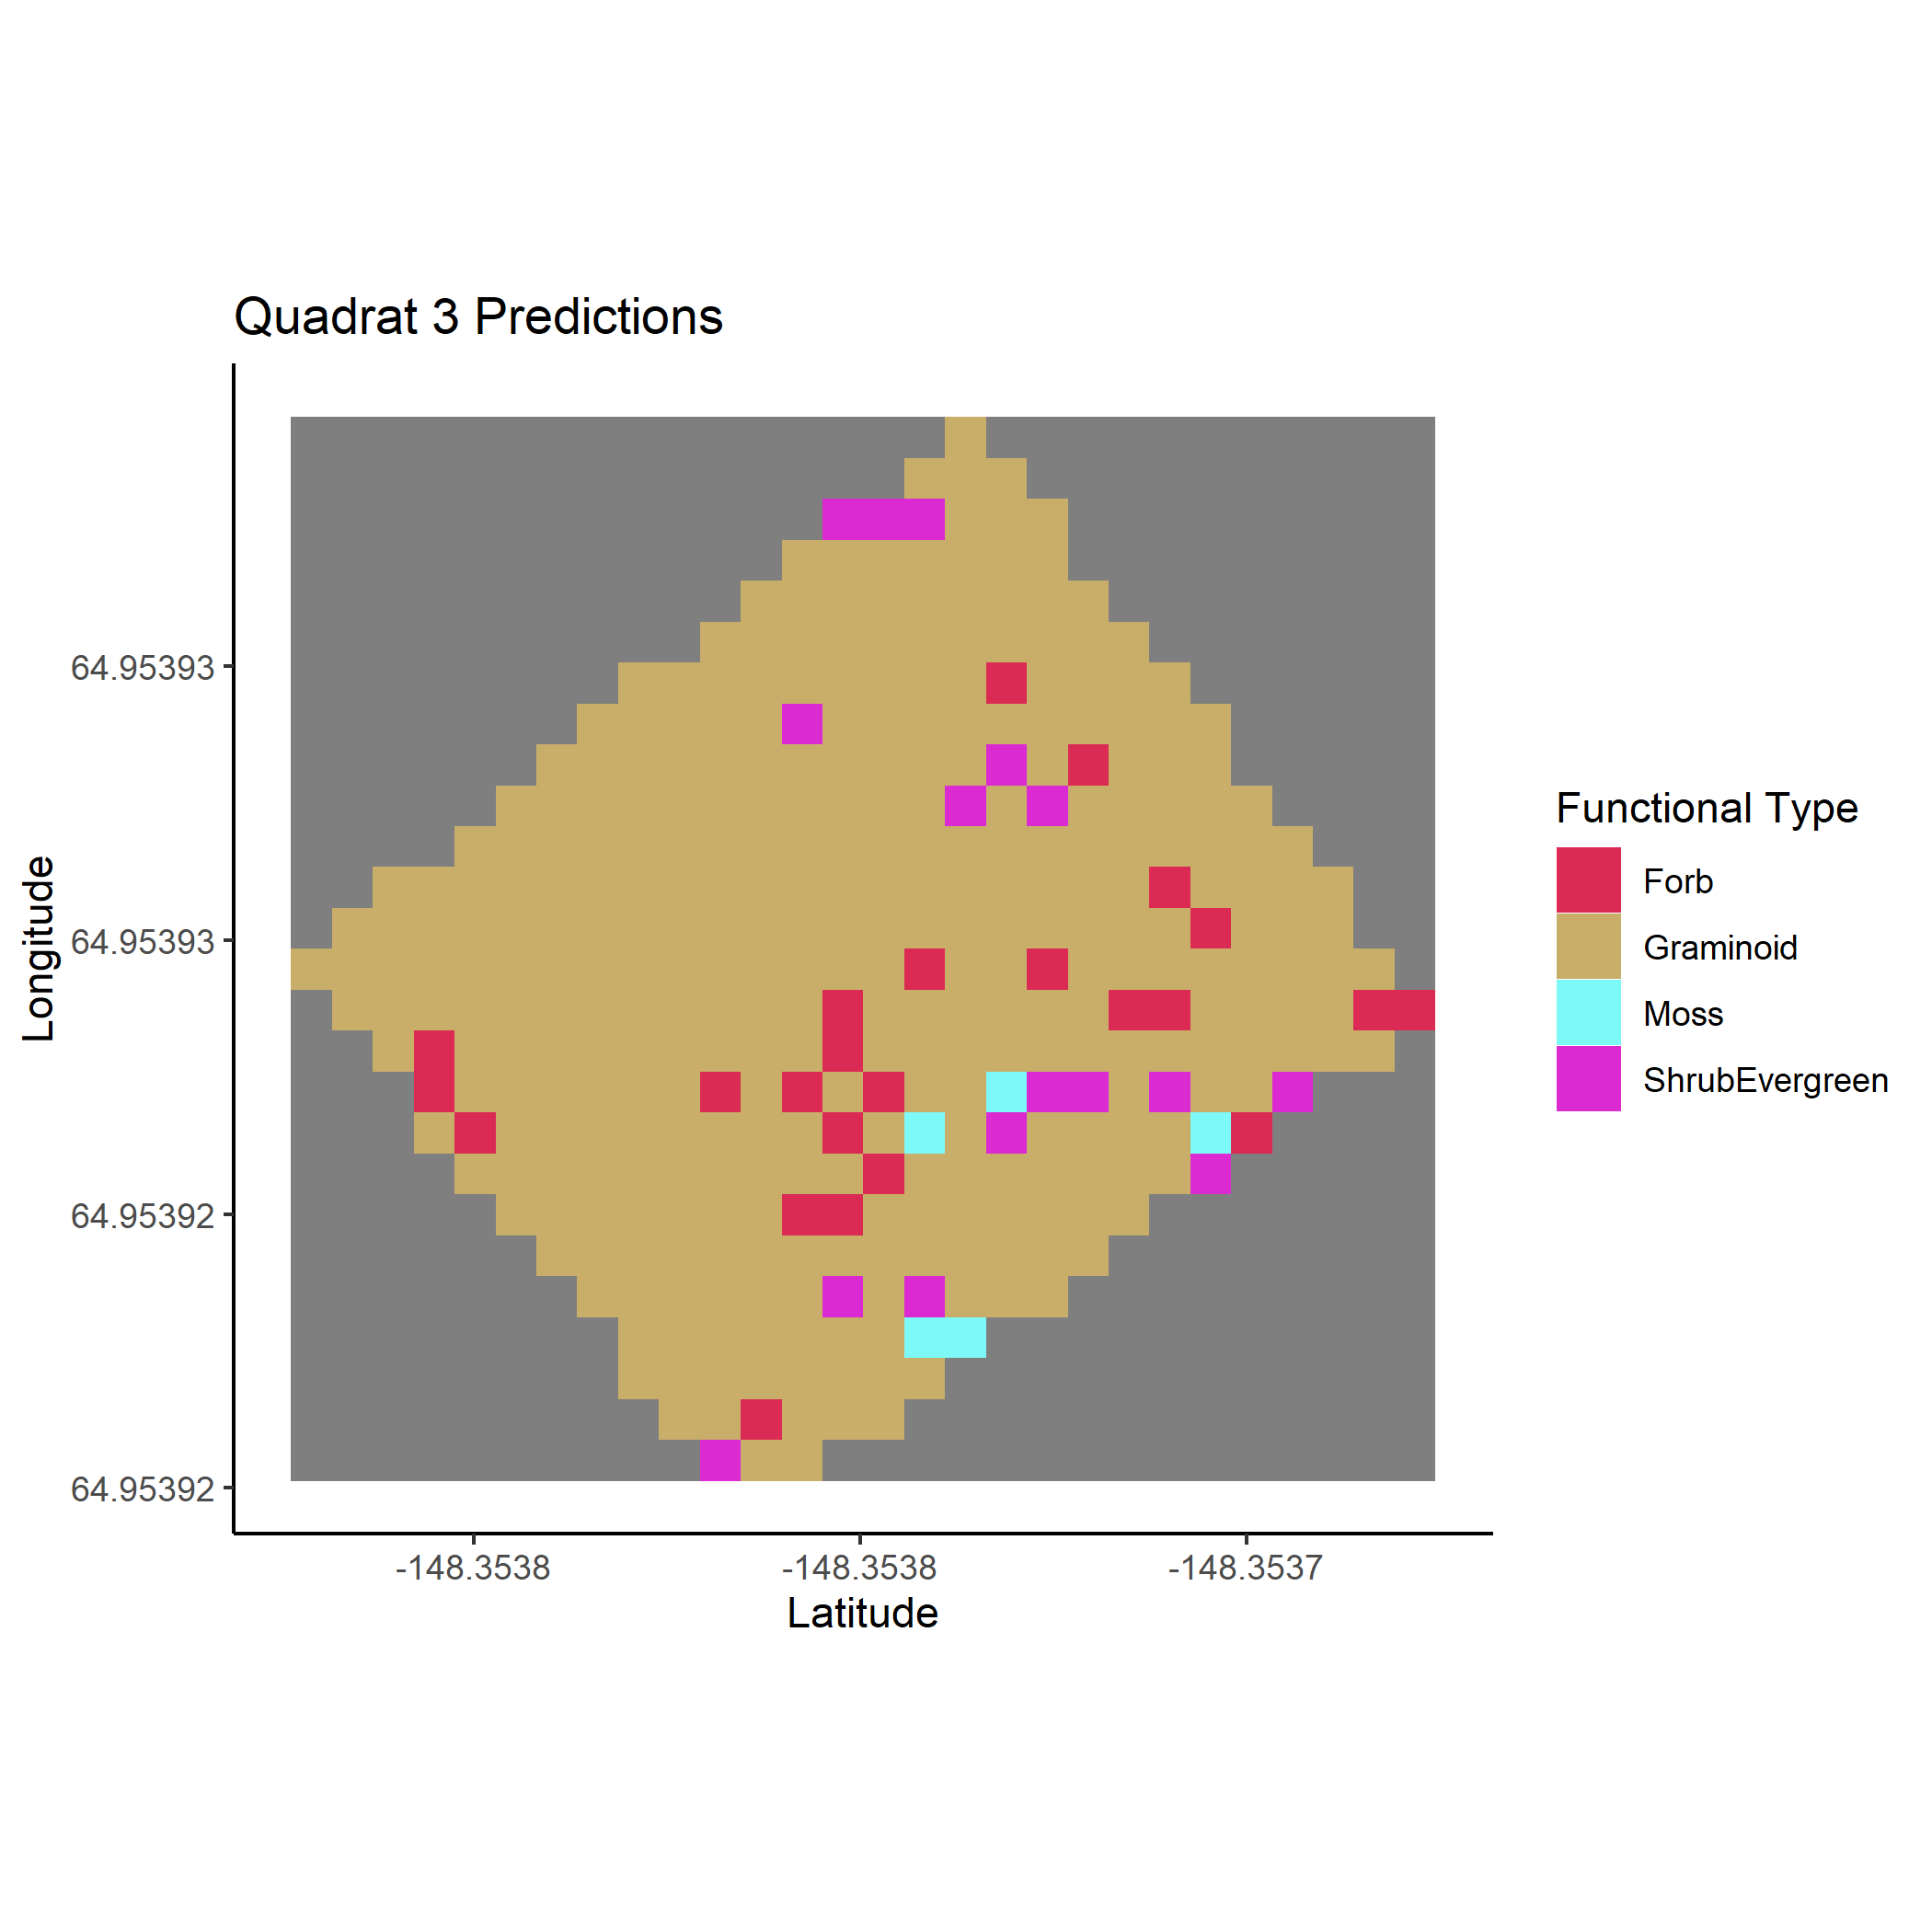 Quadrat 3 Predictions
64.95393
64.95393
64.95392
64.95392
Longitude
-148.3538
-148.3538
-148.3537
Latitude
Functional Type
Forb
Graminoid
Moss
ShrubEvergreen